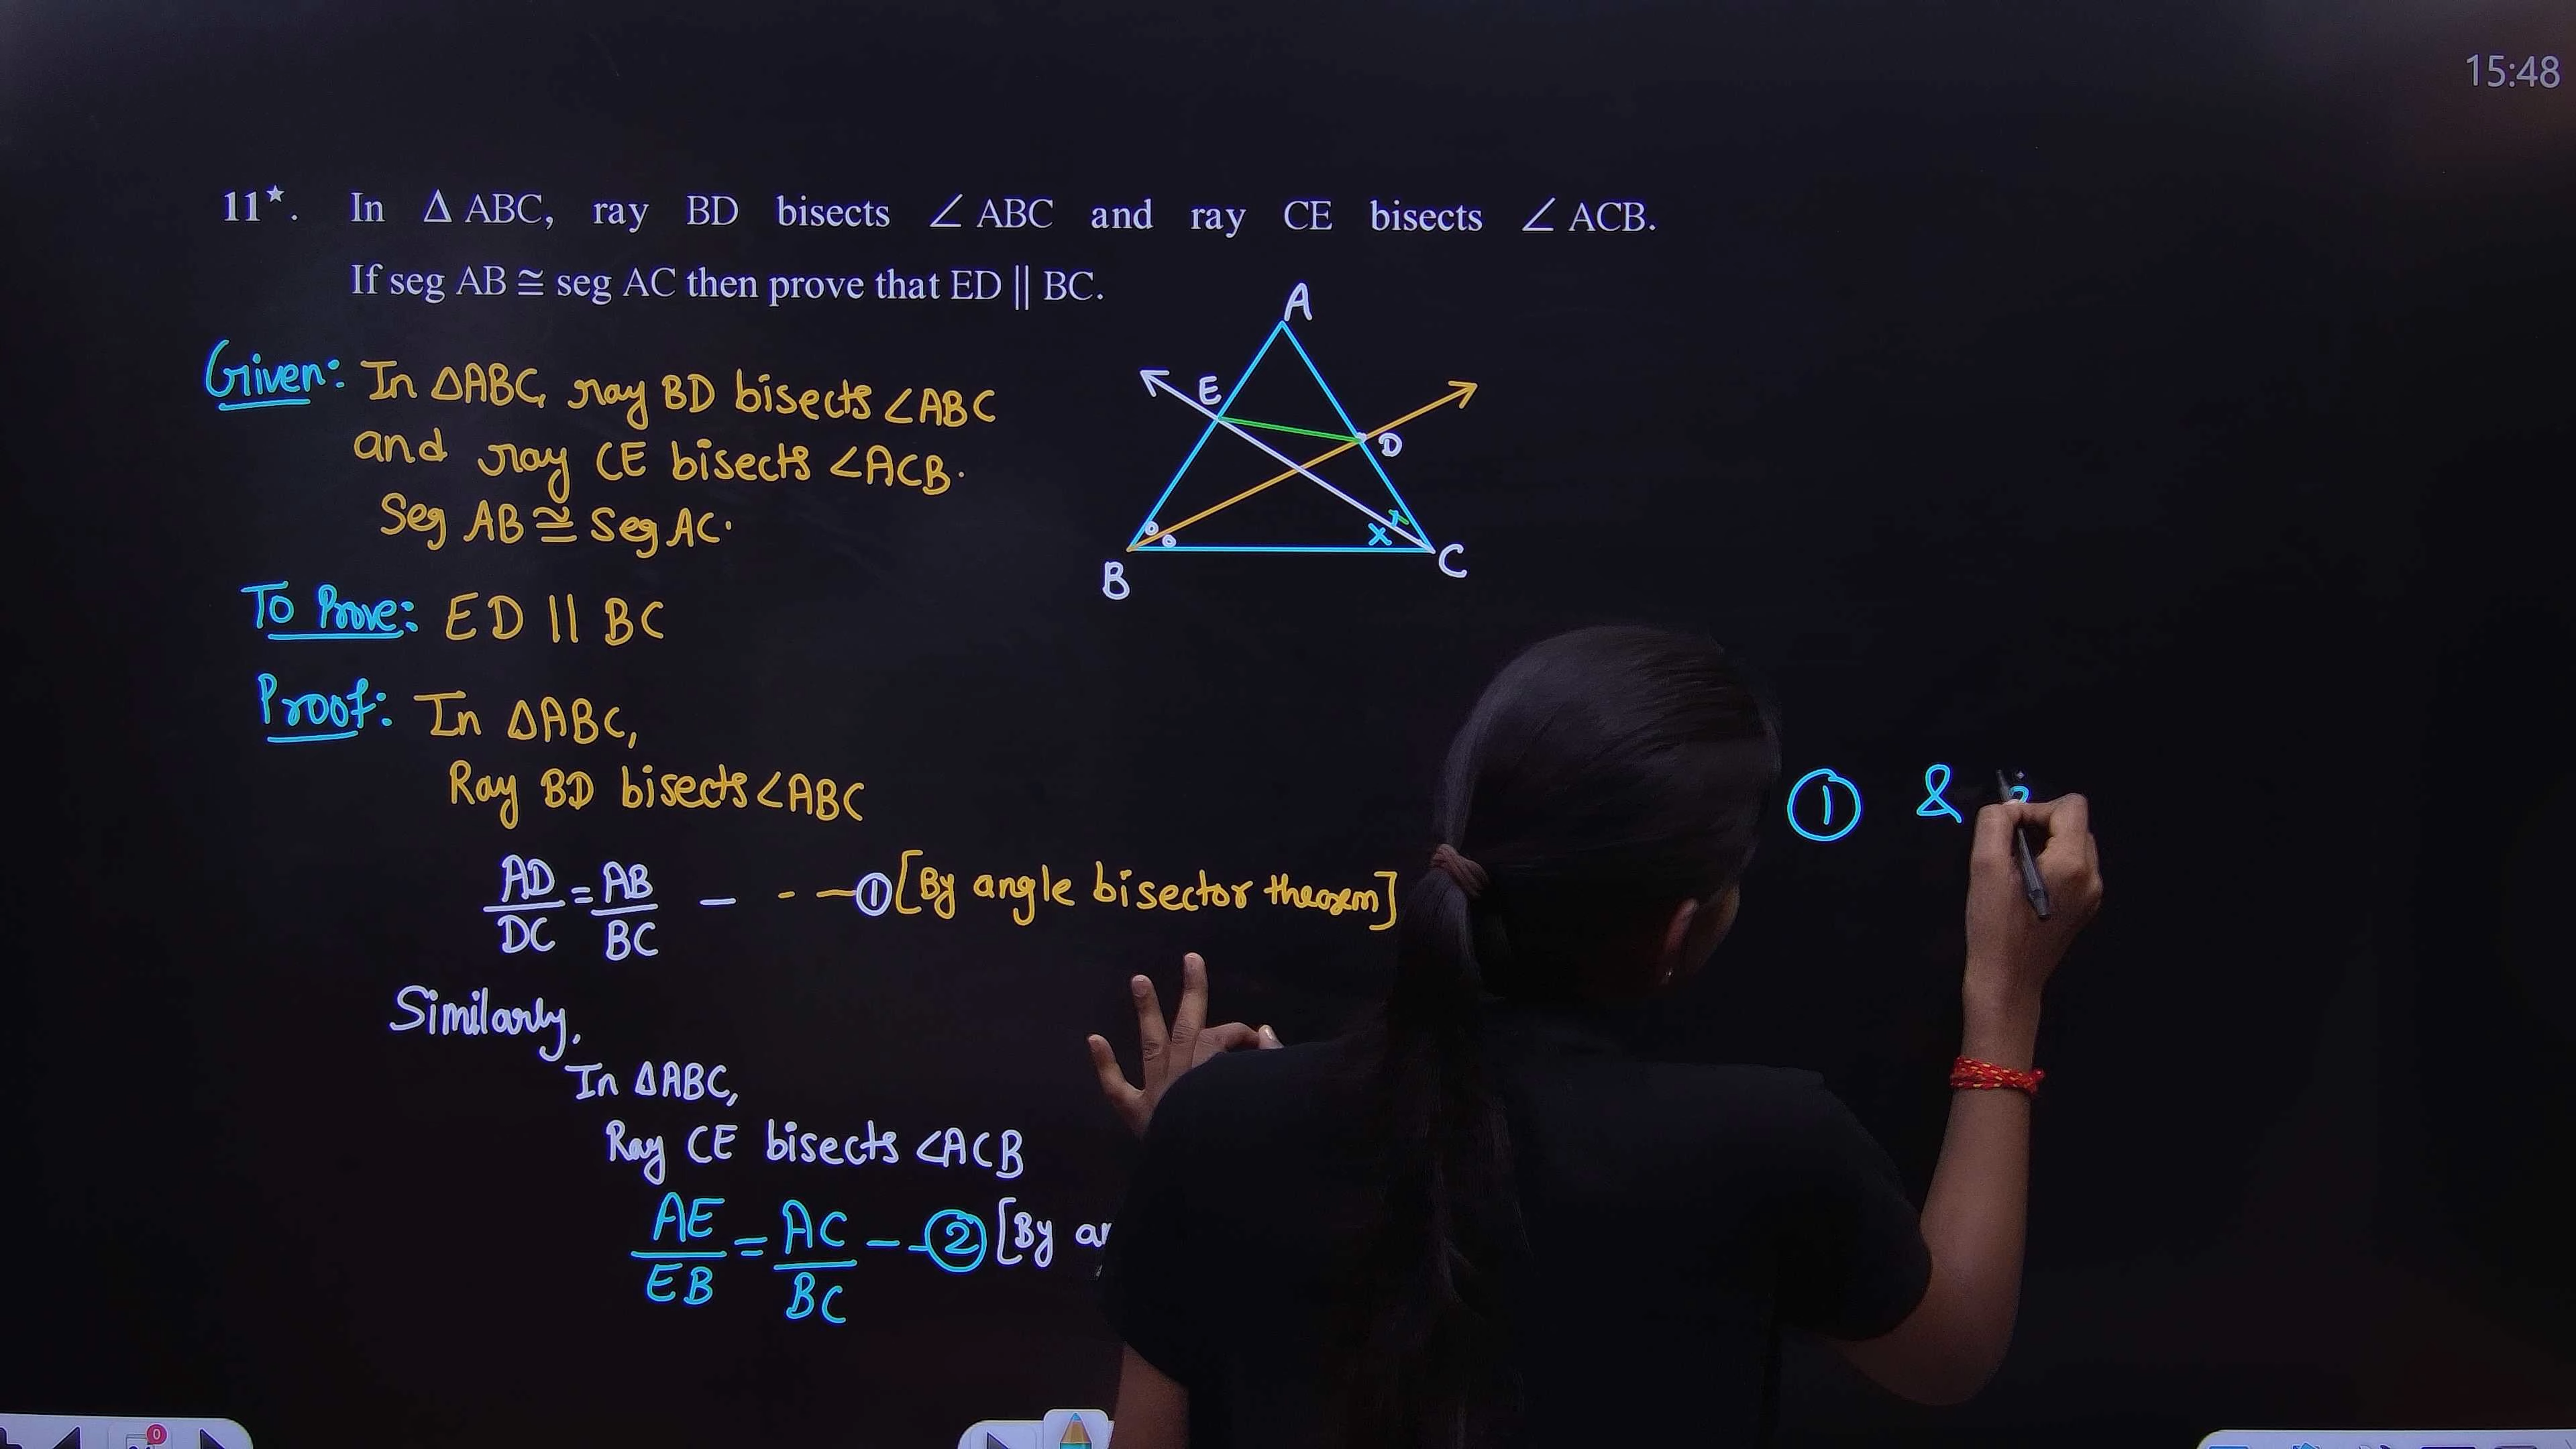 15:48
11*. In Δ ABC, ray BD bisects ∠ ABC and ray CE bisects ∠ ACB.
If seg AB ≅ seg AC then prove that ED || BC.
Given: In ΔABC, ray BD bisects ∠ABC
and ray CE bisects ∠ACB.
Seg AB ≅ Seg AC.
A
E
D
B
C
x
x
To Prove: ED || BC
Proof: In ΔABC,
Ray BD bisects ∠ABC
① &
AD/DC = AB/BC - - - ① [By angle bisector theorem]
Similarly,
In ΔABC,
Ray CE bisects ∠ACB
AE/EB = AC/BC - - ② [By
0